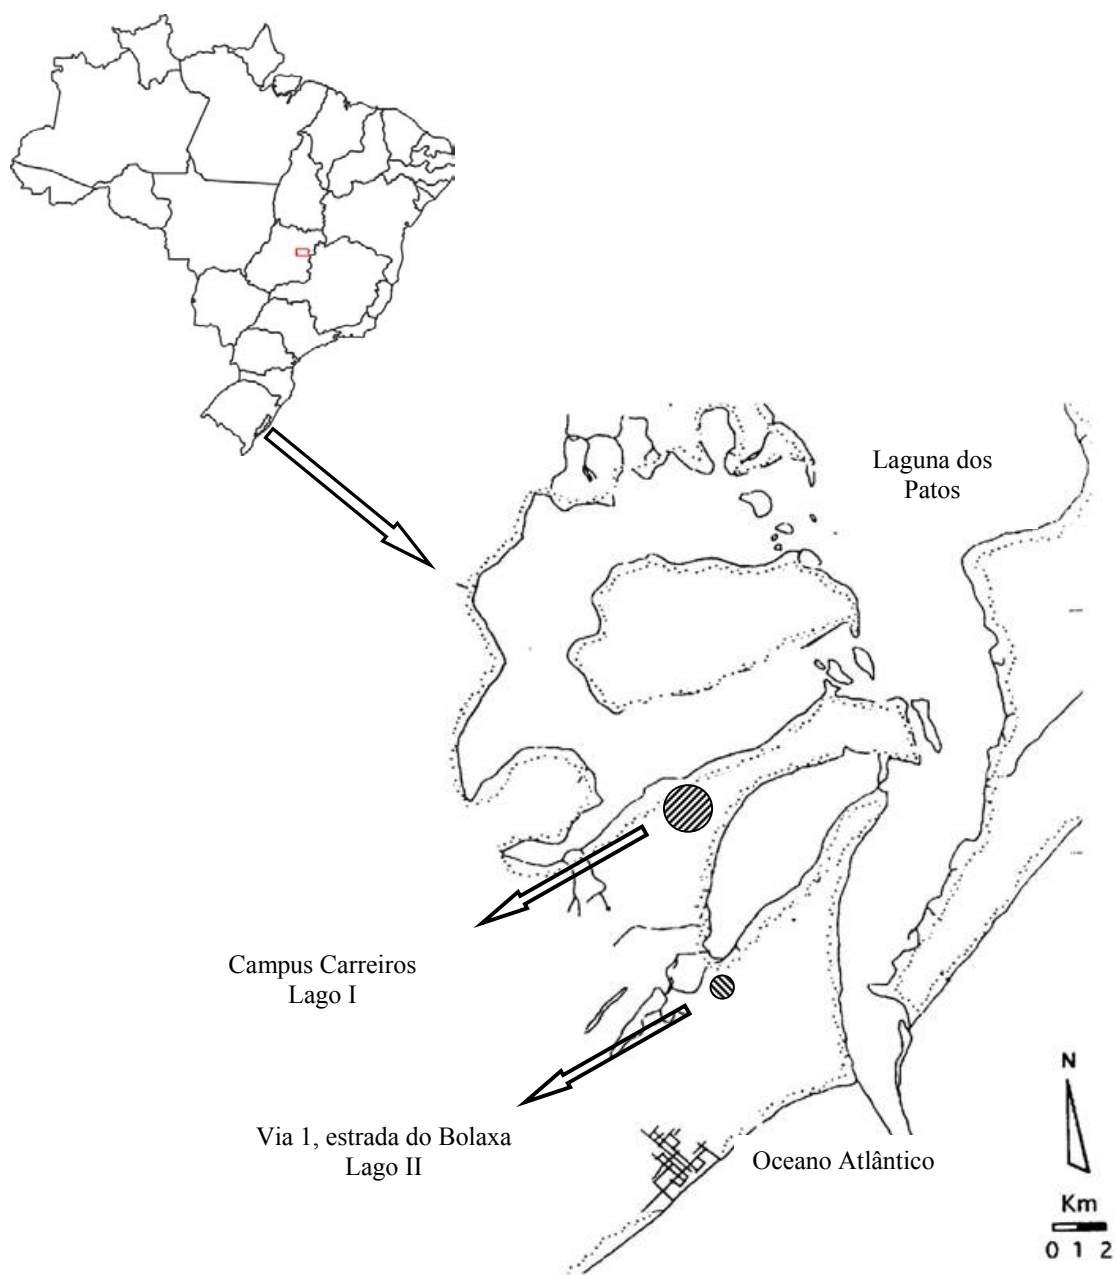 Laguna dos
Patos
Campus Carreiros
Lago I
Via 1, estrada do Bolaxa
Lago II
Oceano Atlântico
N
Km
0 1 2